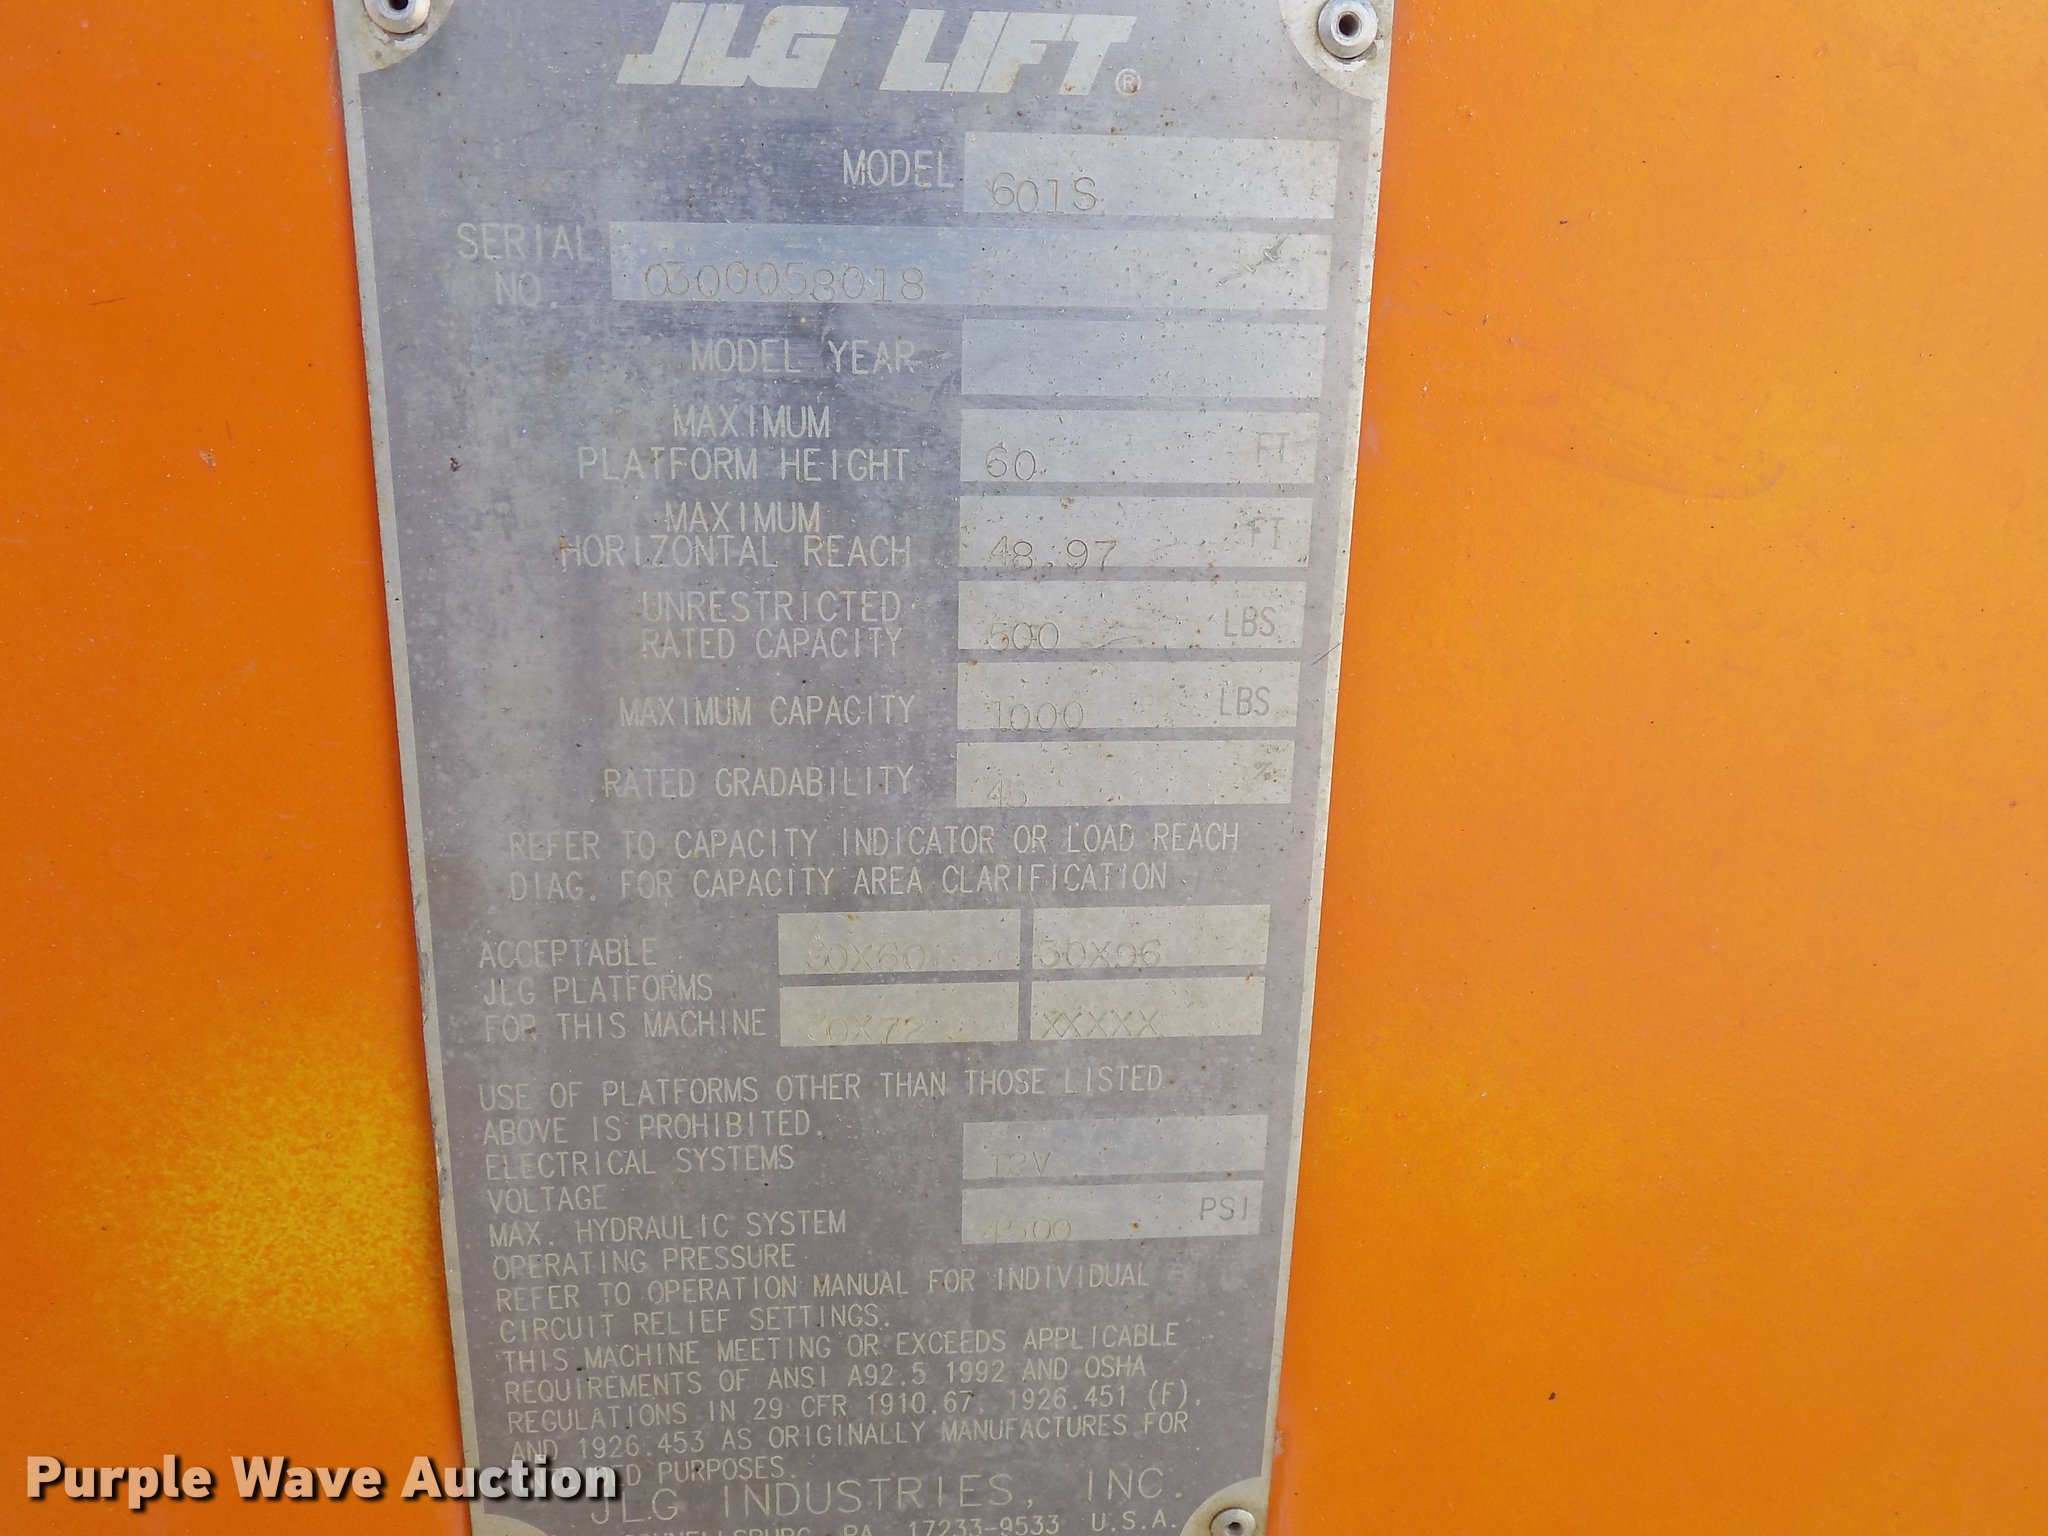 JLG LIFT®
MODEL 601S
SERIAL
NO. 0300058018
MODEL YEAR
MAXIMUM
PLATFORM HEIGHT 60 FT
MAXIMUM
HORIZONTAL REACH 48.97 FT
UNRESTRICTED
RATED CAPACITY 500 LBS
MAXIMUM CAPACITY 1000 LBS
RATED GRADABILITY 45 %
REFER TO CAPACITY INDICATOR OR LOAD REACH
DIAG. FOR CAPACITY AREA CLARIFICATION
ACCEPTABLE 30X60 30X96
JLG PLATFORMS
FOR THIS MACHINE 30X72 XXXXX
USE OF PLATFORMS OTHER THAN THOSE LISTED
ABOVE IS PROHIBITED.
ELECTRICAL SYSTEMS 12V
VOLTAGE
MAX. HYDRAULIC SYSTEM 4500 PSI
OPERATING PRESSURE
REFER TO OPERATION MANUAL FOR INDIVIDUAL
CIRCUIT RELIEF SETTINGS.
THIS MACHINE MEETING OR EXCEEDS APPLICABLE
REQUIREMENTS OF ANSI A92.5 1992 AND OSHA
REGULATIONS IN 29 CFR 1910.67, 1926.451 (F),
AND 1926.453 AS ORIGINALLY MANUFACTURES FOR
PURPOSES.
JLG INDUSTRIES, INC.
PA 17233-9533 U.S.A.
Purple Wave Auction